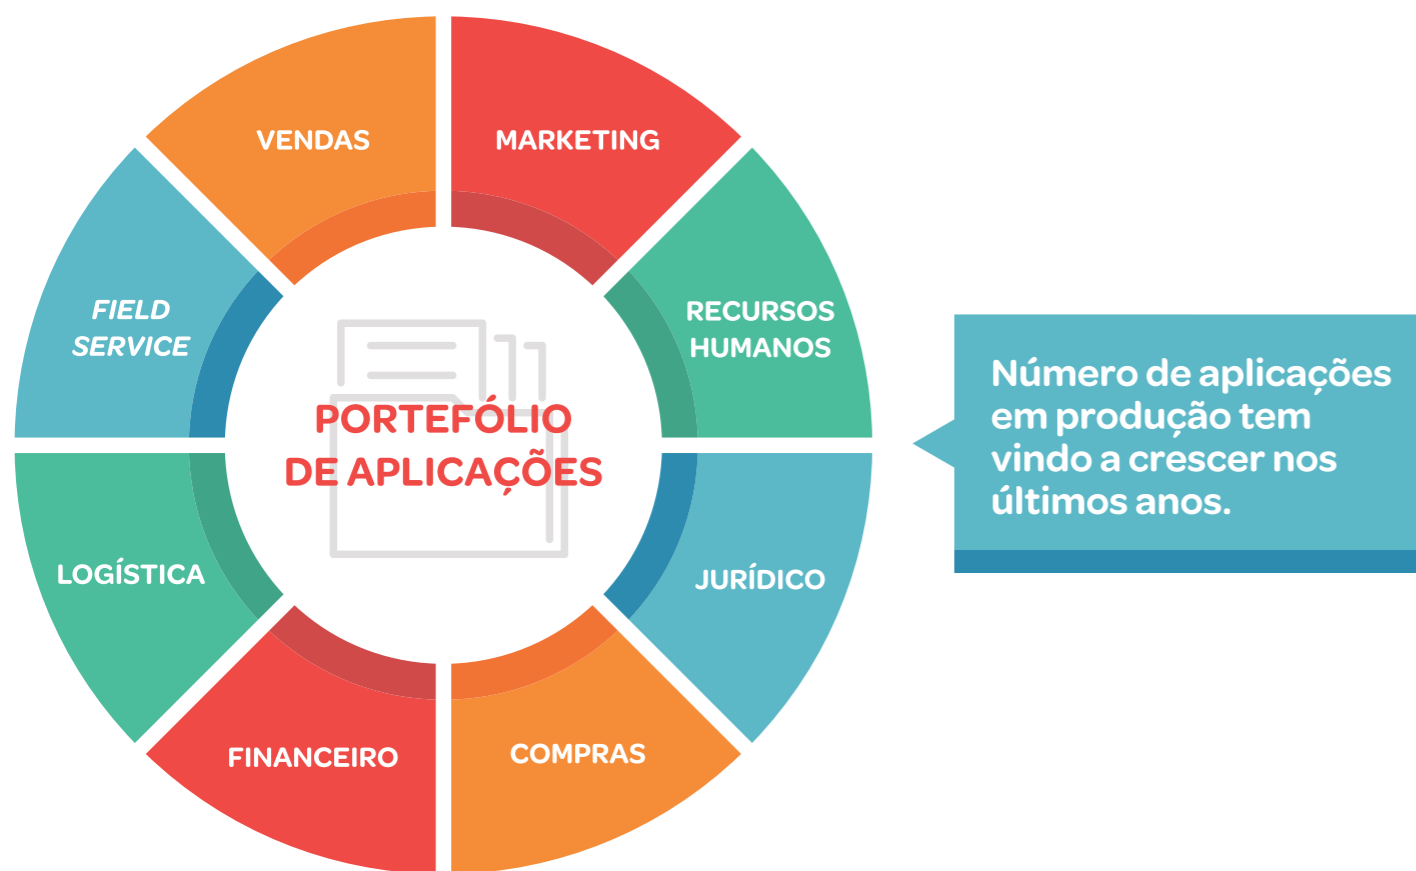 VENDAS
MARKETING
FIELD
SERVICE
RECURSOS
HUMANOS
PORTEFÓLIO
DE APLICAÇÕES
Número de aplicações
em produção tem
vindo a crescer nos
últimos anos.
LOGÍSTICA
JURÍDICO
FINANCEIRO
COMPRAS